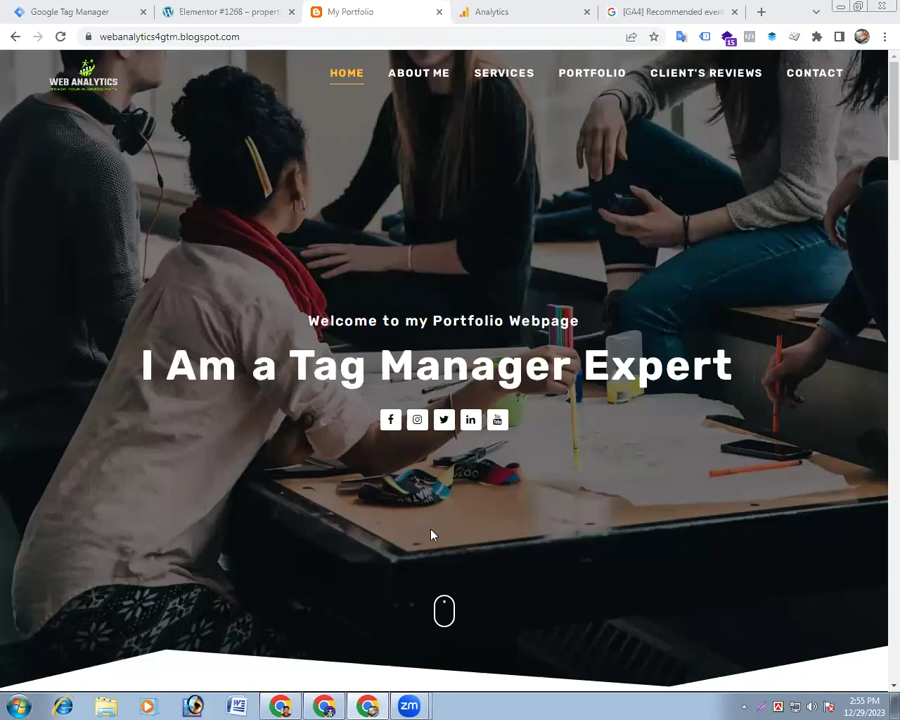 Google Tag Manager
Elementor #1268 – propert
My Portfolio
Analytics
[GA4] Recommended even
webanalytics4gtm.blogspot.com
15
WEB ANALYTICS
HOME
ABOUT ME
SERVICES
PORTFOLIO
CLIENT'S REVIEWS
CONTACT
Welcome to my Portfolio Webpage
I Am a Tag Manager Expert
zm
2:55 PM
12/29/2023